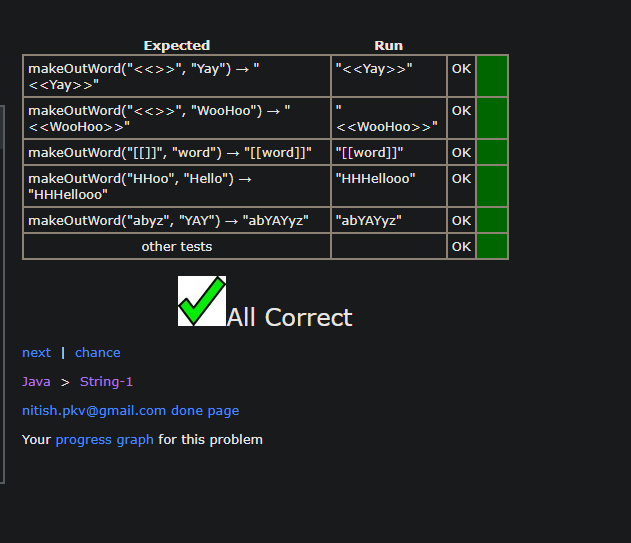 Expected Run
makeOutWord("<<>>", "Yay") → " "<<Yay>>" OK
<<Yay>>"
makeOutWord("<<>>", "WooHoo") → " " OK
<<WooHoo>>" <<WooHoo>>"
makeOutWord("[[]]", "word") → "[[word]]" "[[word]]" OK
makeOutWord("HHoo", "Hello") → "HHHellooo" OK
"HHHellooo"
makeOutWord("abyz", "YAY") → "abYAYyz" "abYAYyz" OK
other tests OK
All Correct
next | chance
Java > String-1
nitish.pkv@gmail.com done page
Your progress graph for this problem